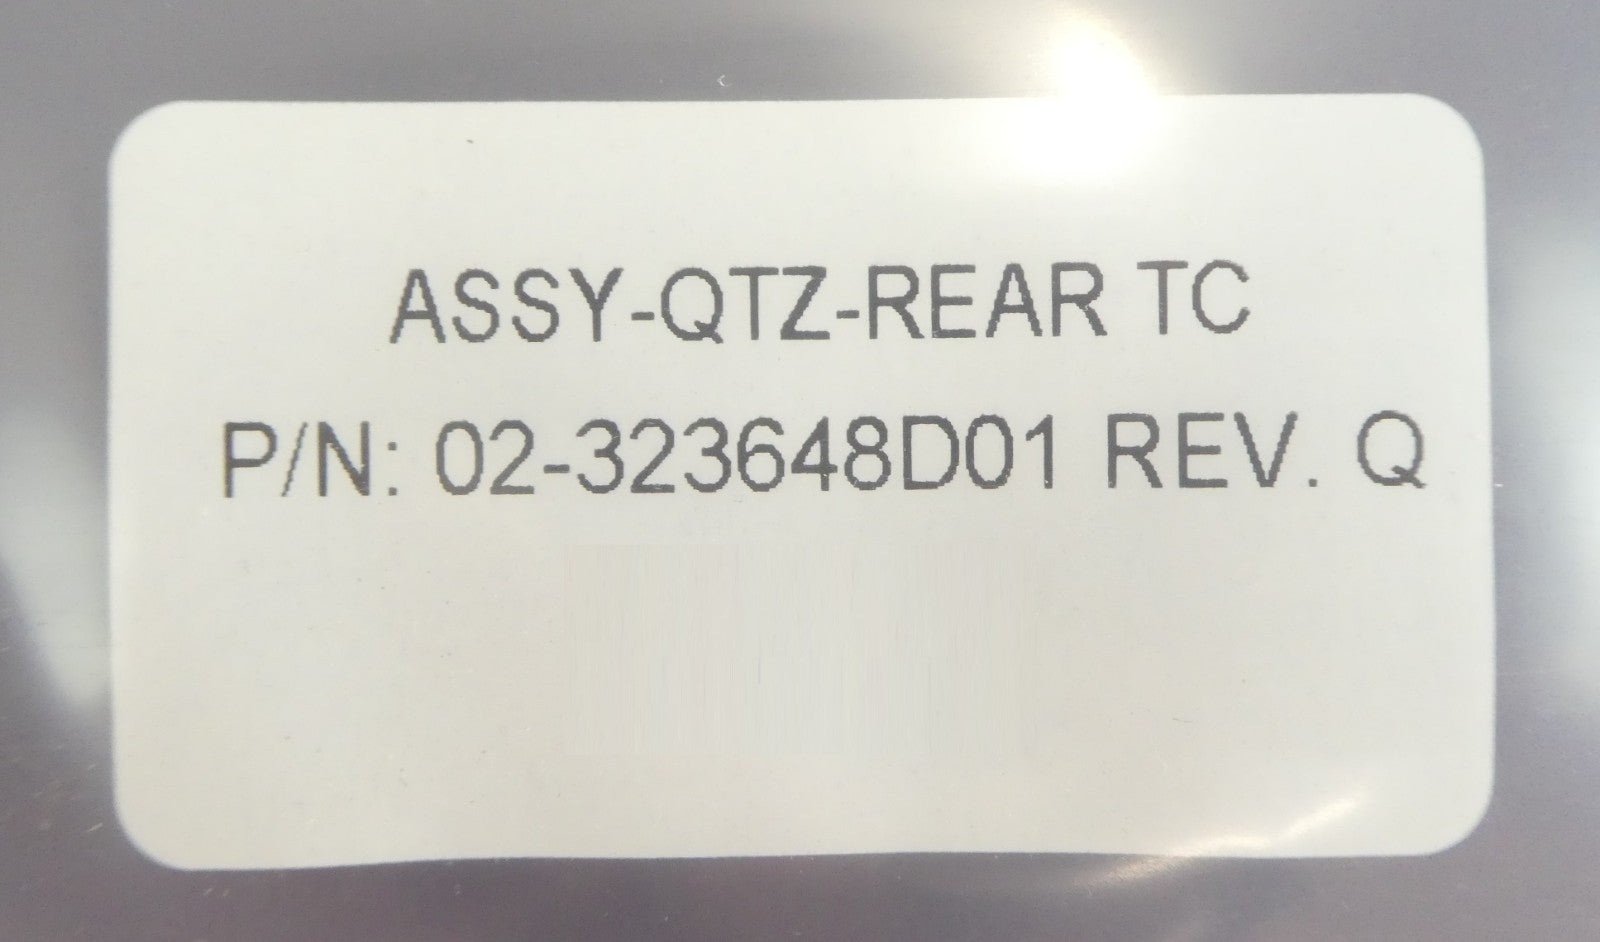 ASSY-QTZ-REAR TC
P/N: 02-323648D01 REV. Q